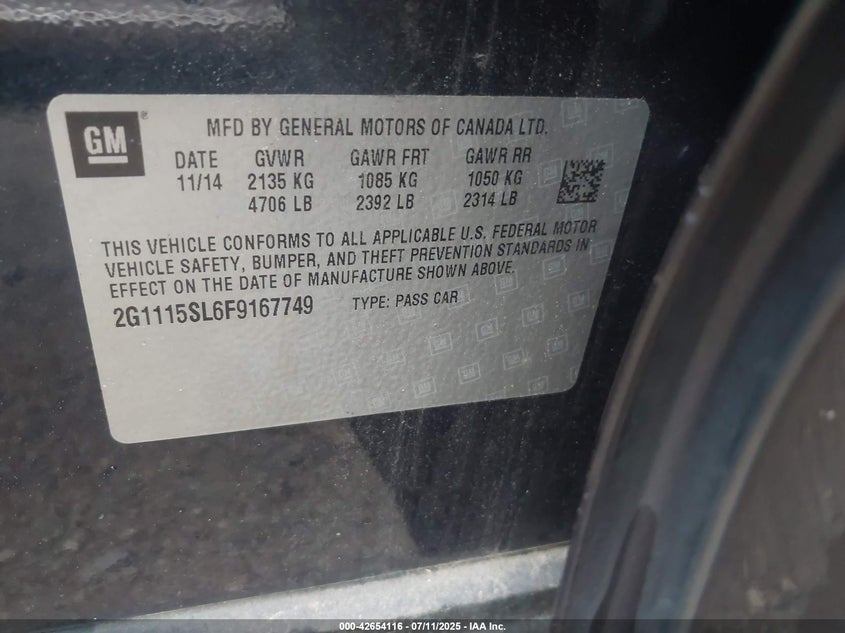 GM
MFD BY GENERAL MOTORS OF CANADA LTD.
DATE GVWR GAWR FRT GAWR RR
11/14 2135 KG 1085 KG 1050 KG
4706 LB 2392 LB 2314 LB
THIS VEHICLE CONFORMS TO ALL APPLICABLE U.S. FEDERAL MOTOR
VEHICLE SAFETY, BUMPER, AND THEFT PREVENTION STANDARDS IN
EFFECT ON THE DATE OF MANUFACTURE SHOWN ABOVE.
2G1115SL6F9167749 TYPE: PASS CAR
000-42654116 - 07/11/2025 - IAA Inc.